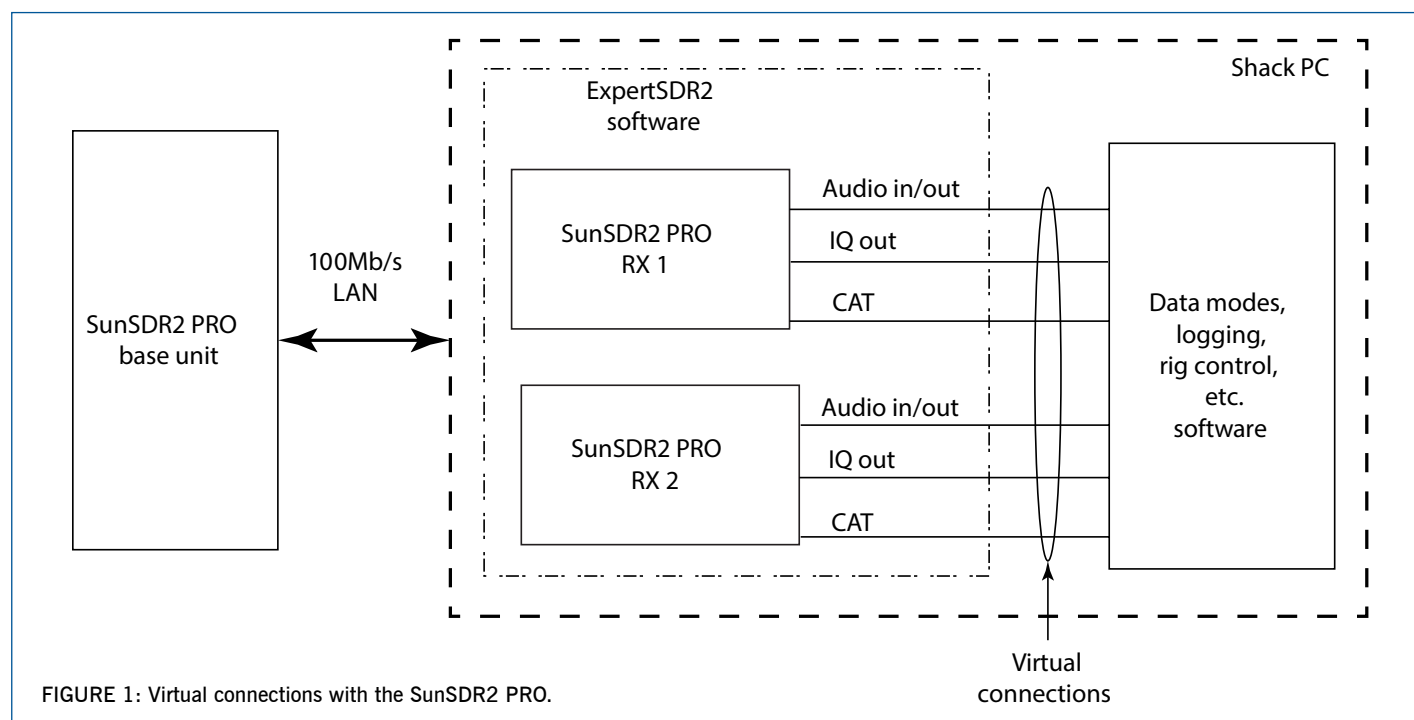 Shack PC
ExpertSDR2
software
SunSDR2 PRO
base unit
100Mb/s
LAN
SunSDR2 PRO
RX 1
Audio in/out
IQ out
CAT
SunSDR2 PRO
RX 2
Audio in/out
IQ out
CAT
Data modes,
logging,
rig control,
etc.
software
Virtual
connections
FIGURE 1: Virtual connections with the SunSDR2 PRO.